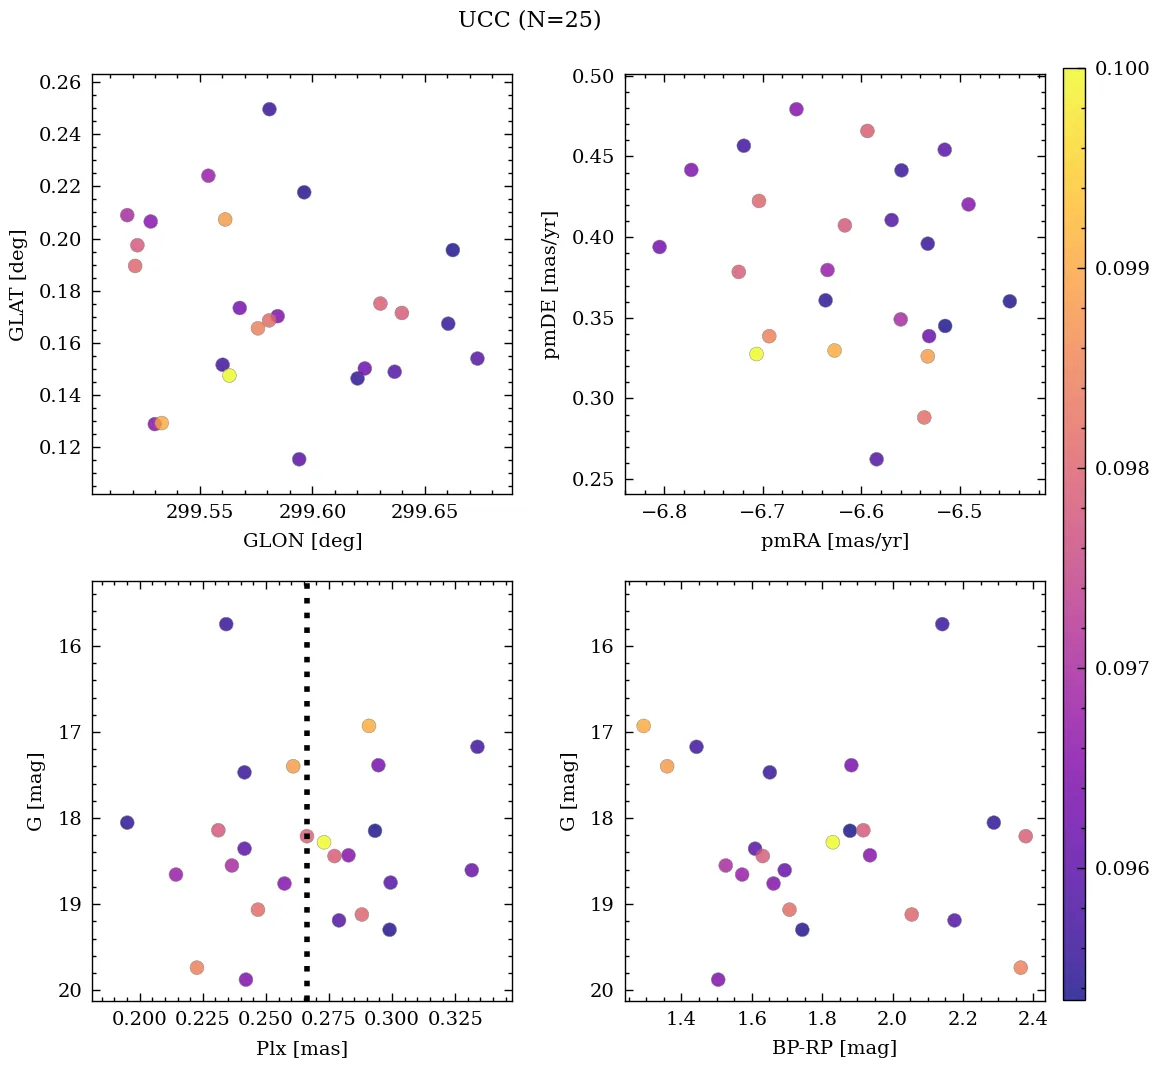 UCC (N=25)
0.26
0.24
0.22
0.20
0.18
0.16
0.14
0.12
GLAT [deg]
299.55 299.60 299.65
GLON [deg]
0.50
0.45
0.40
0.35
0.30
0.25
pmDE [mas/yr]
−6.8 −6.7 −6.6 −6.5
pmRA [mas/yr]
0.100
0.099
0.098
0.097
0.096
16
17
18
19
20
G [mag]
0.200 0.225 0.250 0.275 0.300 0.325
Plx [mas]
16
17
18
19
20
G [mag]
1.4 1.6 1.8 2.0 2.2 2.4
BP-RP [mag]